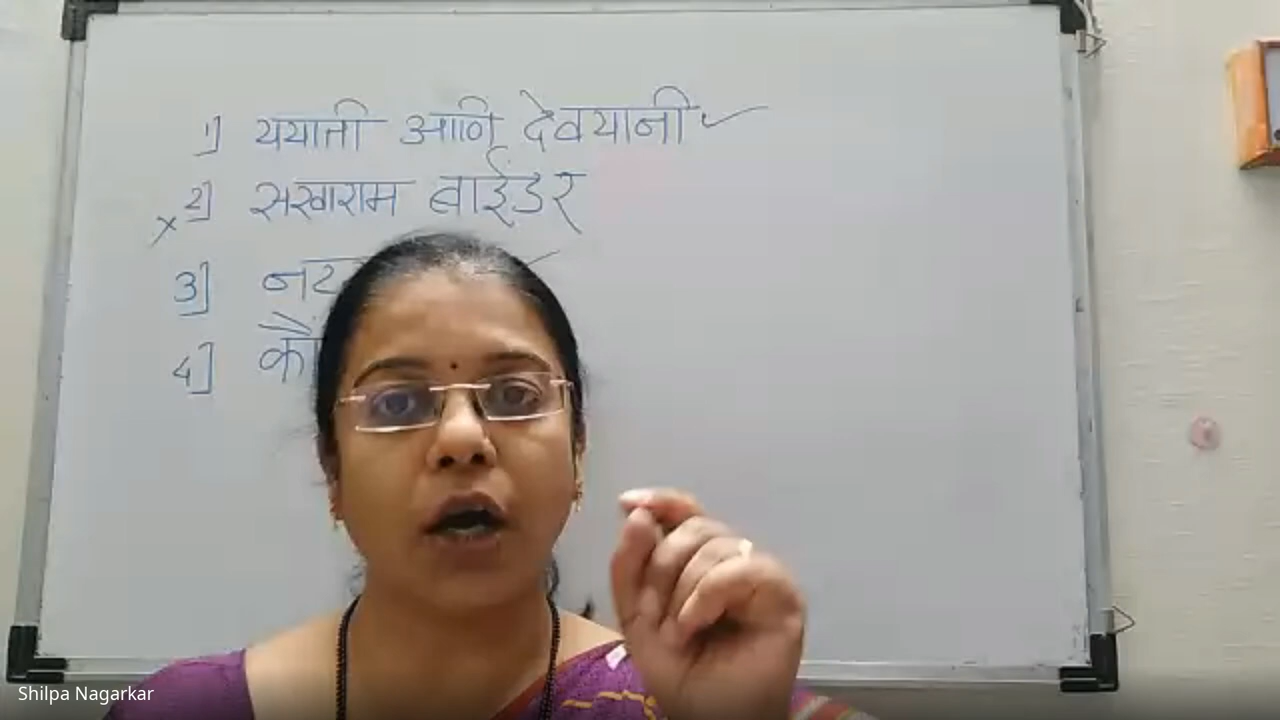 1] ययाती आणि देवयानी ✓
x 2] सखाराम बाईंडर
3]
4]
Shilpa Nagarkar